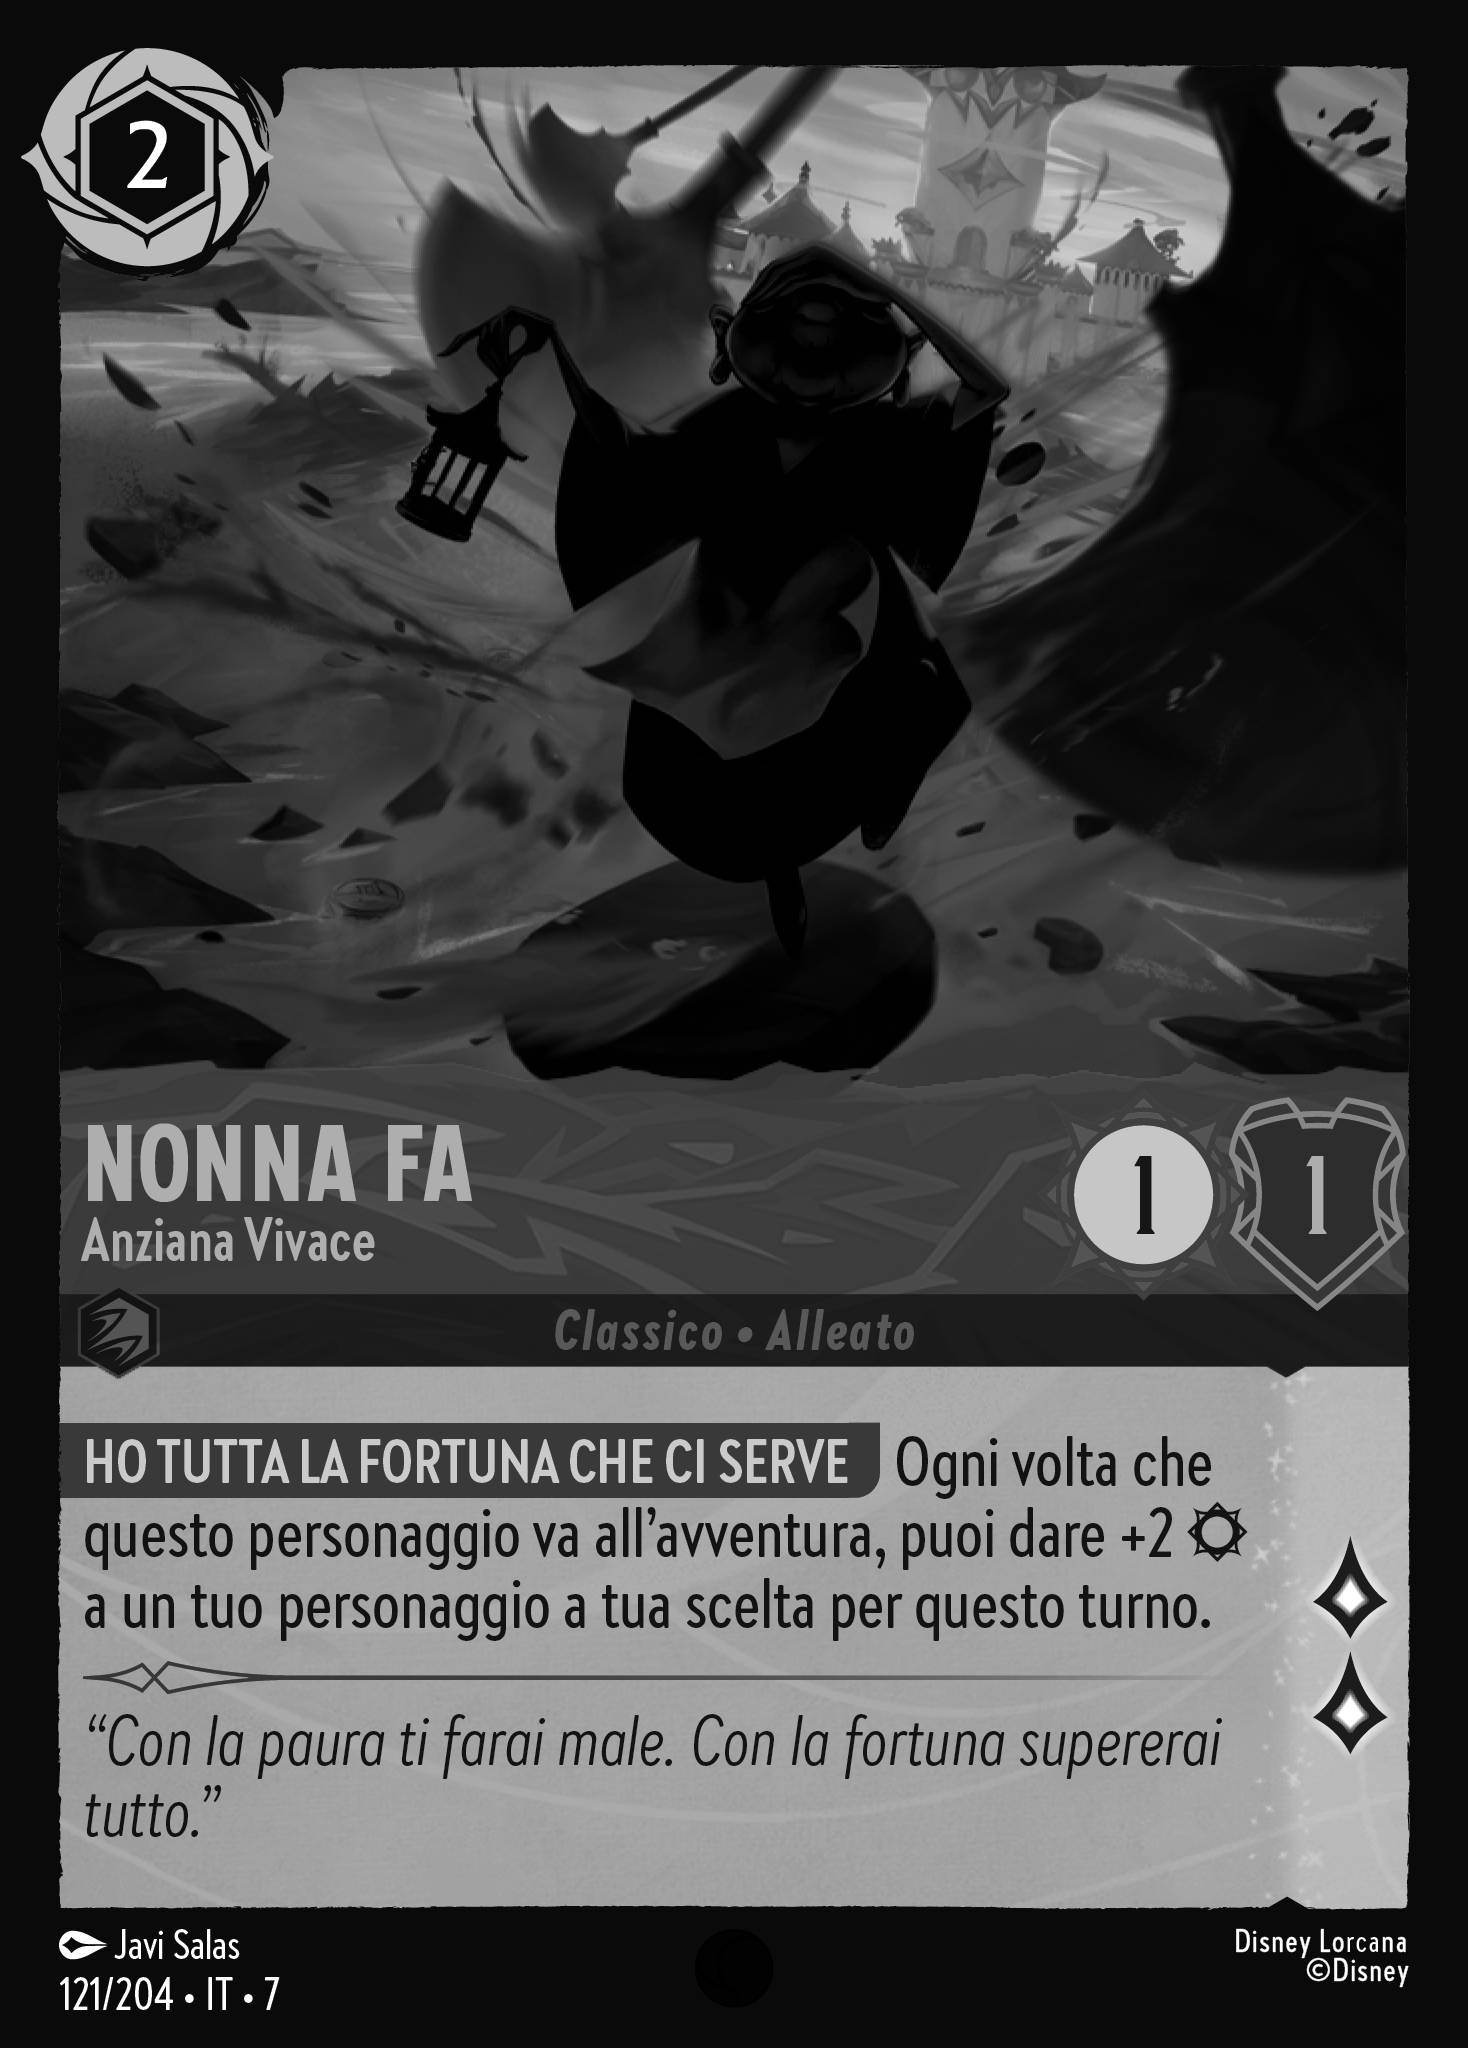 2
NONNA FA
Anziana Vivace
1 1
Classico • Alleato
HO TUTTA LA FORTUNA CHE CI SERVE Ogni volta che
questo personaggio va all’avventura, puoi dare +2
a un tuo personaggio a tua scelta per questo turno.
“Con la paura ti farai male. Con la fortuna supererai
tutto.”
Javi Salas
121/204 • IT • 7
Disney Lorcana
©Disney